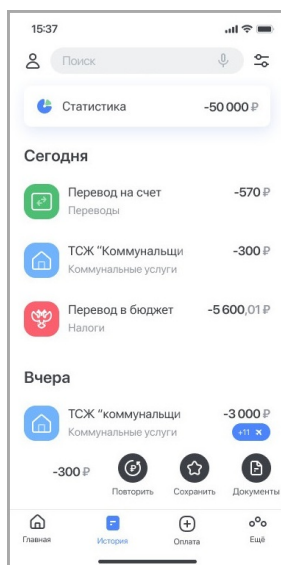 15:37
Поиск
Статистика -50 000 ₽
Сегодня
Перевод на счет -570 ₽
Переводы
ТСЖ "Коммунальщи -300 ₽
Коммунальные услуги
Перевод в бюджет -5 600,01 ₽
Налоги
Вчера
ТСЖ "коммунальщи -3 000 ₽
Коммунальные услуги +11
-300 ₽ Повторить Сохранить Документы
Главная История Оплата Ещё